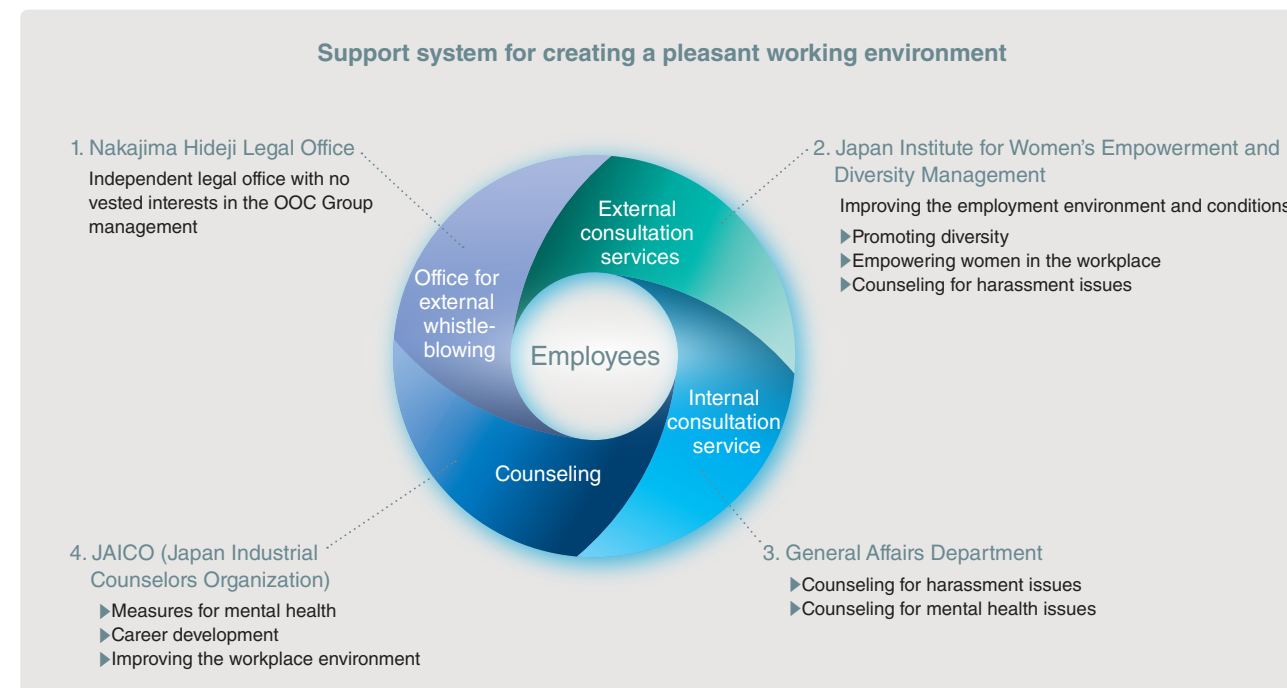 Support system for creating a pleasant working environment
1. Nakajima Hideji Legal Office
Independent legal office with no
vested interests in the OOC Group
management
2. Japan Institute for Women's Empowerment and
Diversity Management
Improving the employment environment and conditions
▶Promoting diversity
▶Empowering women in the workplace
▶Counseling for harassment issues
External
consultation
services
Office for
external
whistle-
blowing
Employees
Internal
consultation
service
Counseling
4. JAICO (Japan Industrial
Counselors Organization)
▶Measures for mental health
▶Career development
▶Improving the workplace environment
3. General Affairs Department
▶Counseling for harassment issues
▶Counseling for mental health issues